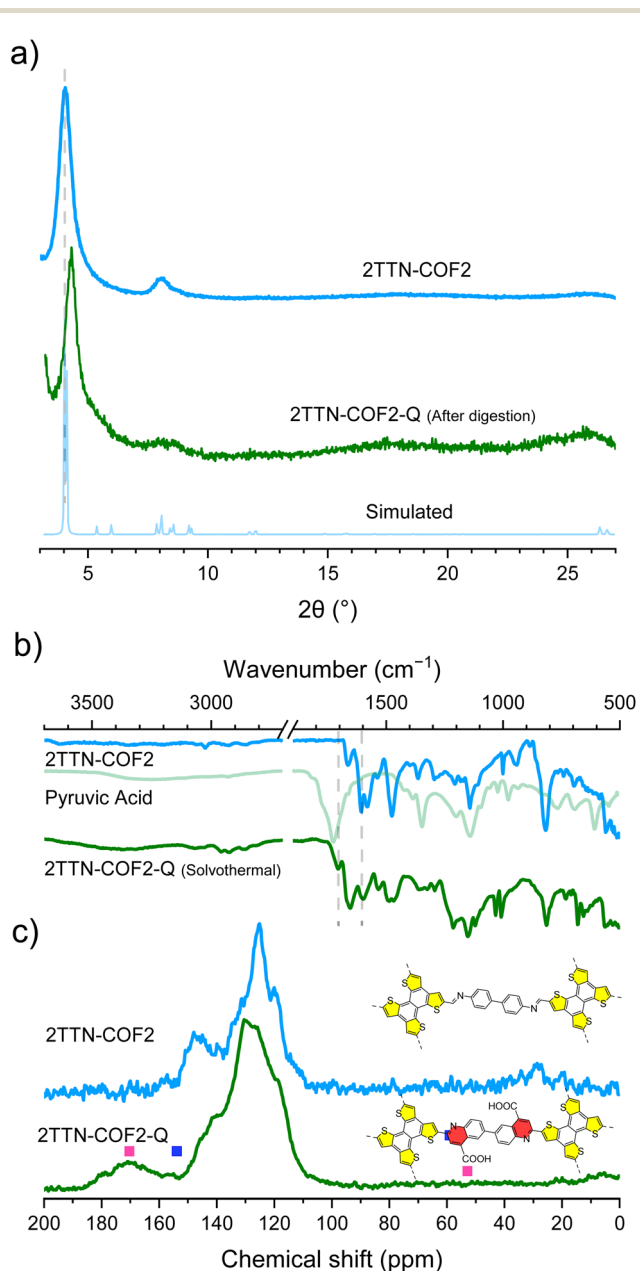 a)
2TTN-COF2
2TTN-COF2-Q (After digestion)
Simulated
5 10 15 20 25
2θ (°)
b)
Wavenumber (cm⁻¹)
3500 3000 1500 1000 500
2TTN-COF2
Pyruvic Acid
2TTN-COF2-Q (Solvothermal)
c)
2TTN-COF2
S S S N N S S S
2TTN-COF2-Q
HOOC
S S S N N S S S
COOH
200 180 160 140 120 100 80 60 40 20 0
Chemical shift (ppm)